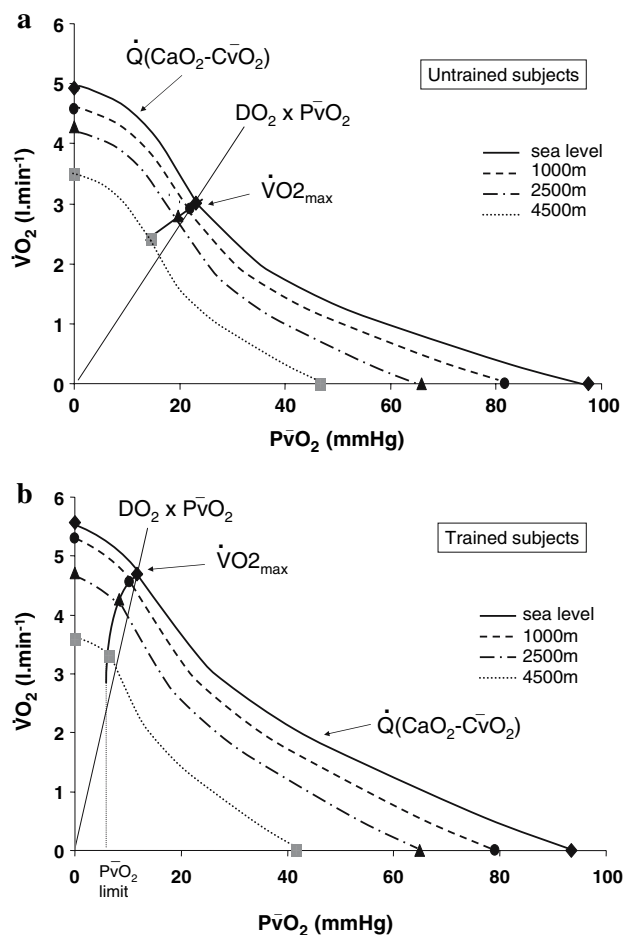 a
Q̇(CaO₂-Cv̄O₂)
Untrained subjects
DO₂ x Pv̄O₂
V̇O2max
sea level
1000m
2500m
4500m
V̇O₂ (l.min⁻¹)
6
5
4
3
2
1
0
0 20 40 60 80 100
Pv̄O₂ (mmHg)
b
DO₂ x Pv̄O₂
Trained subjects
V̇O2max
sea level
1000m
2500m
4500m
Q̇(CaO₂-Cv̄O₂)
V̇O₂ (l.min⁻¹)
6
5
4
3
2
1
0
0 20 40 60 80 100
Pv̄O₂
limit
Pv̄O₂ (mmHg)